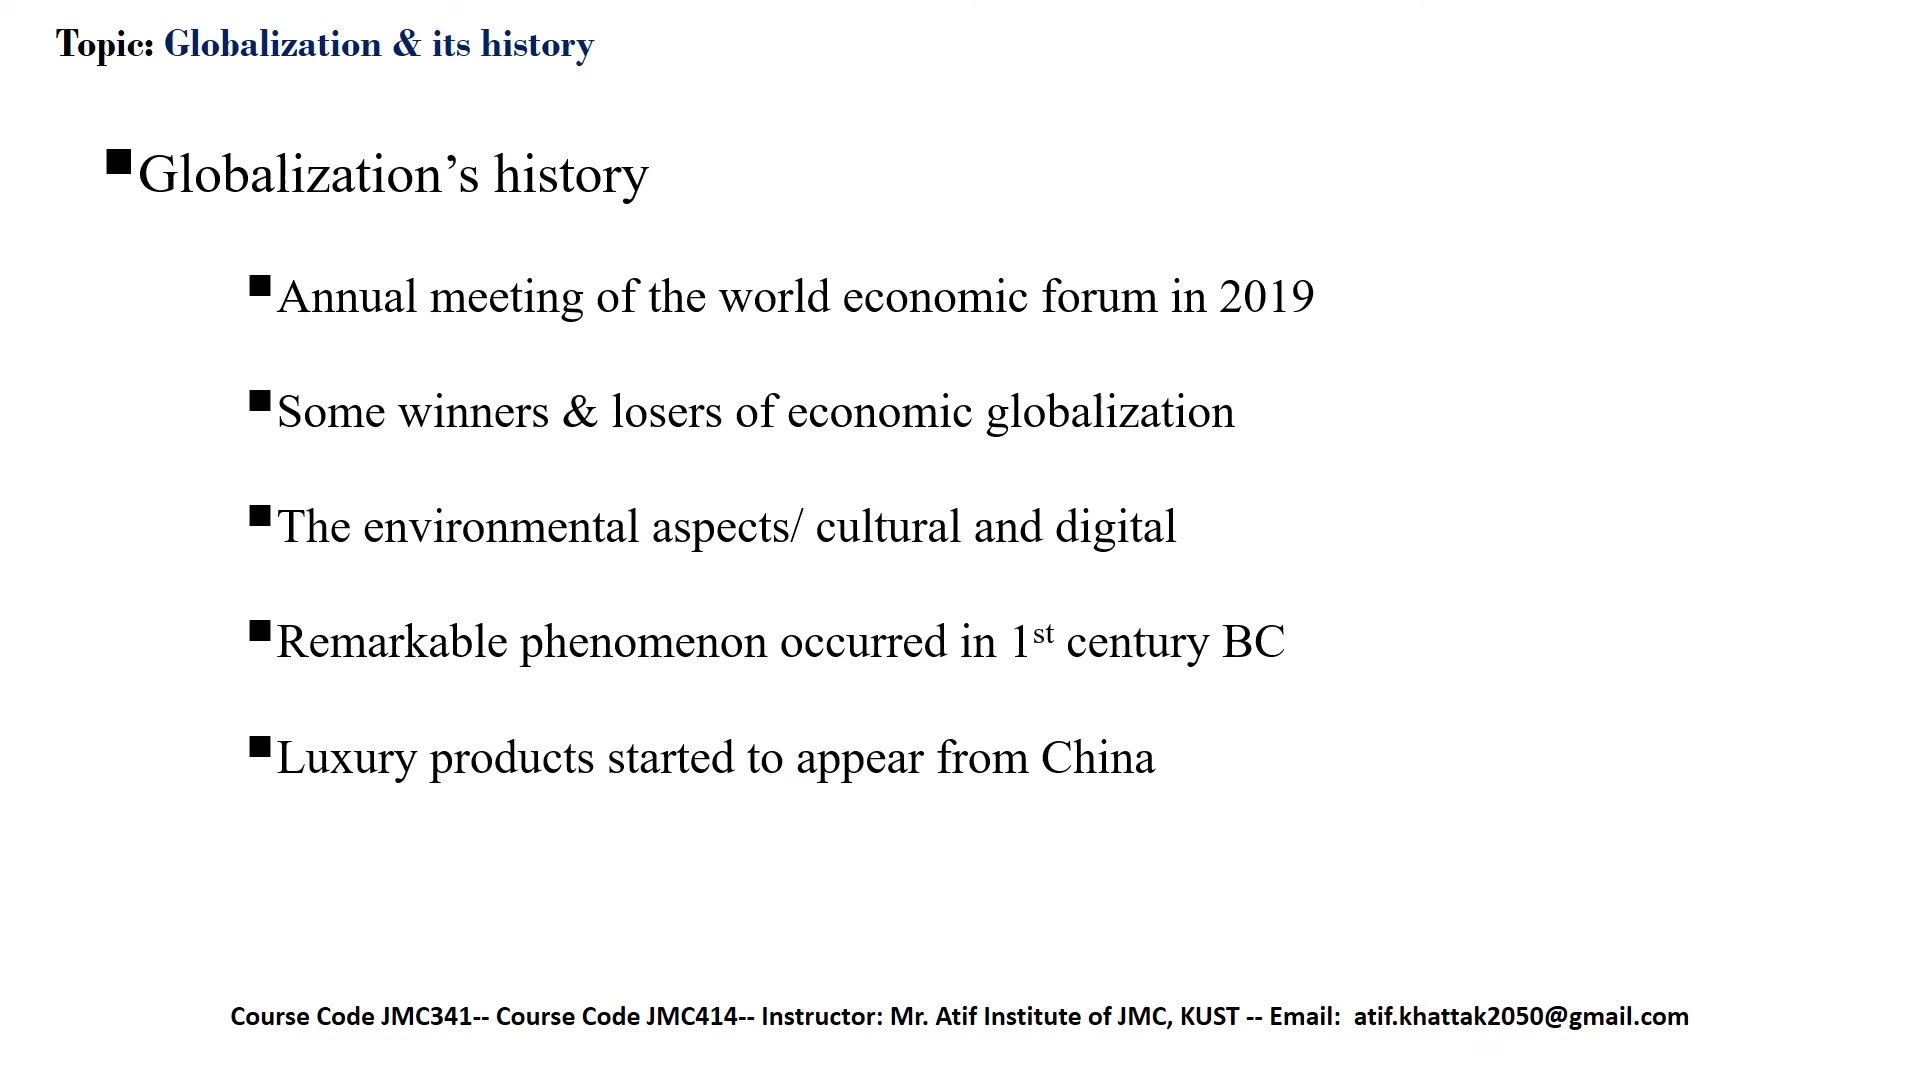 Topic: Globalization & its history
Globalization’s history
Annual meeting of the world economic forum in 2019
Some winners & losers of economic globalization
The environmental aspects/ cultural and digital
Remarkable phenomenon occurred in 1st century BC
Luxury products started to appear from China
Course Code JMC341-- Course Code JMC414-- Instructor: Mr. Atif Institute of JMC, KUST -- Email: atif.khattak2050@gmail.com